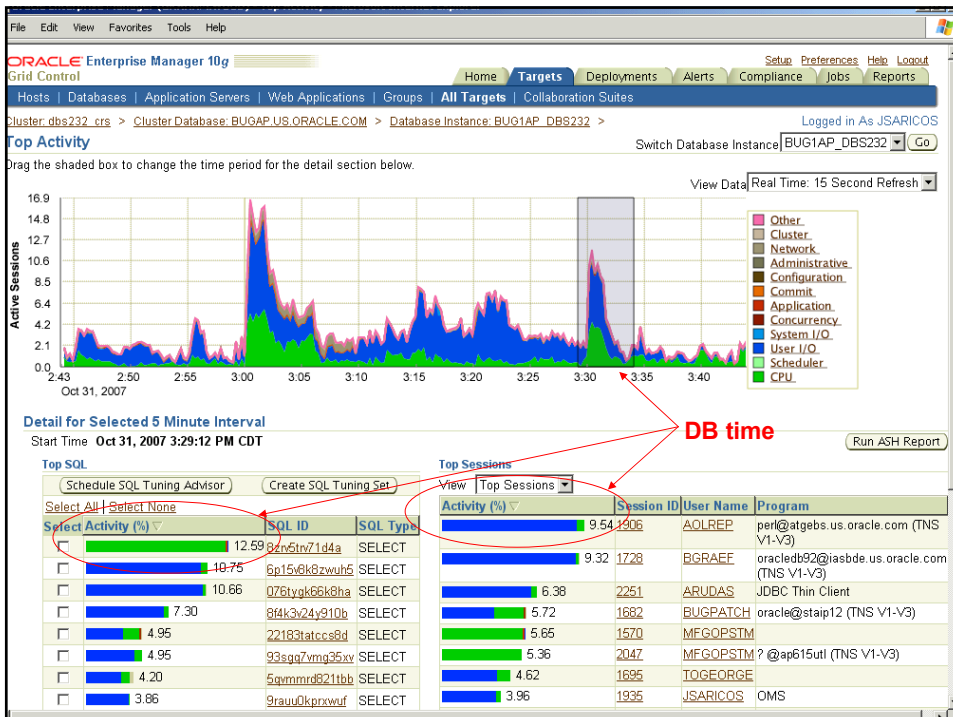 File Edit View Favorites Tools Help
ORACLE Enterprise Manager 10g
Grid Control
Setup Preferences Help Logout
Home Targets Deployments Alerts Compliance Jobs Reports
Hosts | Databases | Application Servers | Web Applications | Groups | All Targets | Collaboration Suites
Cluster: dbs232_crs > Cluster Database: BUGAP.US.ORACLE.COM > Database Instance: BUG1AP_DBS232 >
Logged in As JSARICOS
Top Activity
Switch Database Instance BUG1AP_DBS232 Go
Drag the shaded box to change the time period for the detail section below.
View Data Real Time: 15 Second Refresh
16.9
14.8
12.7
10.6
8.5
6.4
4.2
2.1
0.0
Active Sessions
2:43 2:50 2:55 3:00 3:05 3:10 3:15 3:20 3:25 3:30 3:35 3:40
Oct 31, 2007
Other
Cluster
Network
Administrative
Configuration
Commit
Application
Concurrency
System I/O
User I/O
Scheduler
CPU
Detail for Selected 5 Minute Interval
DB time
Start Time Oct 31, 2007 3:29:12 PM CDT
Run ASH Report
Top SQL
Schedule SQL Tuning Advisor Create SQL Tuning Set
Select All | Select None
Select Activity (%) SQL ID SQL Type
12.59 8zrv5trv71d4a SELECT
10.75 6p15v8k8zwuh5 SELECT
10.66 076tygk66k8ha SELECT
7.30 8f4k3v24y910b SELECT
4.95 22183tatccs8d SELECT
4.95 93sgq7vmg35xv SELECT
4.20 5qvmmrd821tbb SELECT
3.86 9rauu0kprxwuf SELECT
Top Sessions
View Top Sessions
Activity (%) Session ID User Name Program
9.54 1906 AOLREP perl@atgebs.us.oracle.com (TNS
V1-V3)
9.32 1728 BGRAEF oracledb92@iasbde.us.oracle.com
(TNS V1-V3)
6.38 2251 ARUDAS JDBC Thin Client
5.72 1682 BUGPATCH oracle@staip12 (TNS V1-V3)
5.65 1570 MFGOPSTM
5.36 2047 MFGOPSTM ? @ap615utl (TNS V1-V3)
4.62 1695 TOGEORGE
3.96 1935 JSARICOS OMS